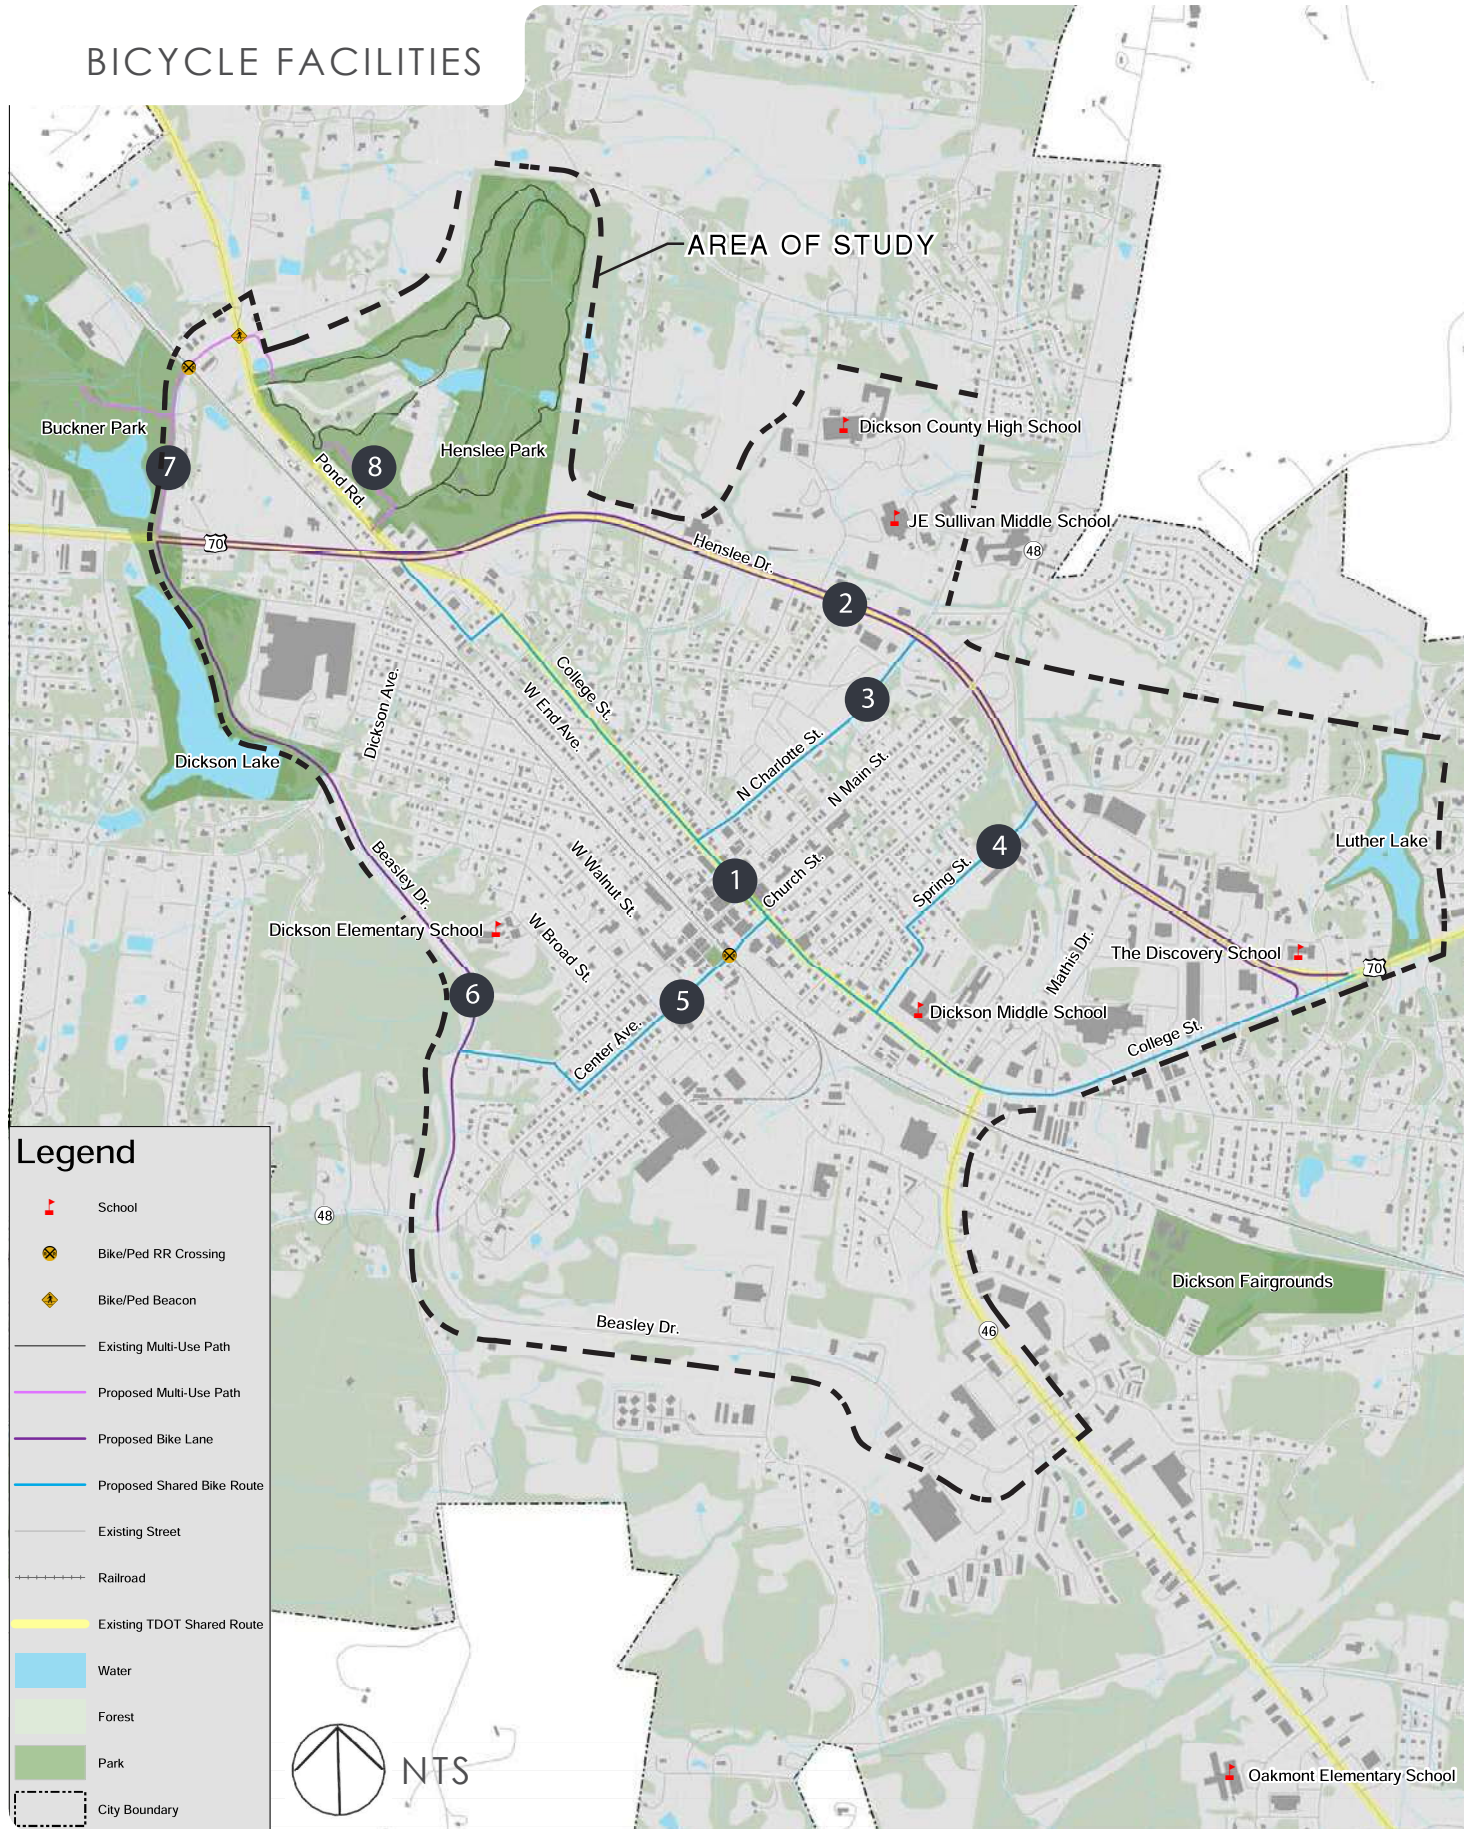 BICYCLE FACILITIES
AREA OF STUDY
Buckner Park
Henslee Park
Dickson County High School
7
8
Pond Rd.
JE Sullivan Middle School
70
48
Henslee Dr.
2
College St.
W End Ave.
3
Dickson Ave.
Dickson Lake
N Charlotte St.
N Main St.
Luther Lake
4
Beasley Dr.
W Walnut St.
1
Church St.
Spring St.
Dickson Elementary School
W Broad St.
The Discovery School
70
Mathis Dr.
6
5
Dickson Middle School
Center Ave.
College St.
48
Dickson Fairgrounds
Beasley Dr.
46
Oakmont Elementary School
Legend
School
Bike/Ped RR Crossing
Bike/Ped Beacon
Existing Multi-Use Path
Proposed Multi-Use Path
Proposed Bike Lane
Proposed Shared Bike Route
Existing Street
Railroad
Existing TDOT Shared Route
Water
Forest
Park
City Boundary
NTS